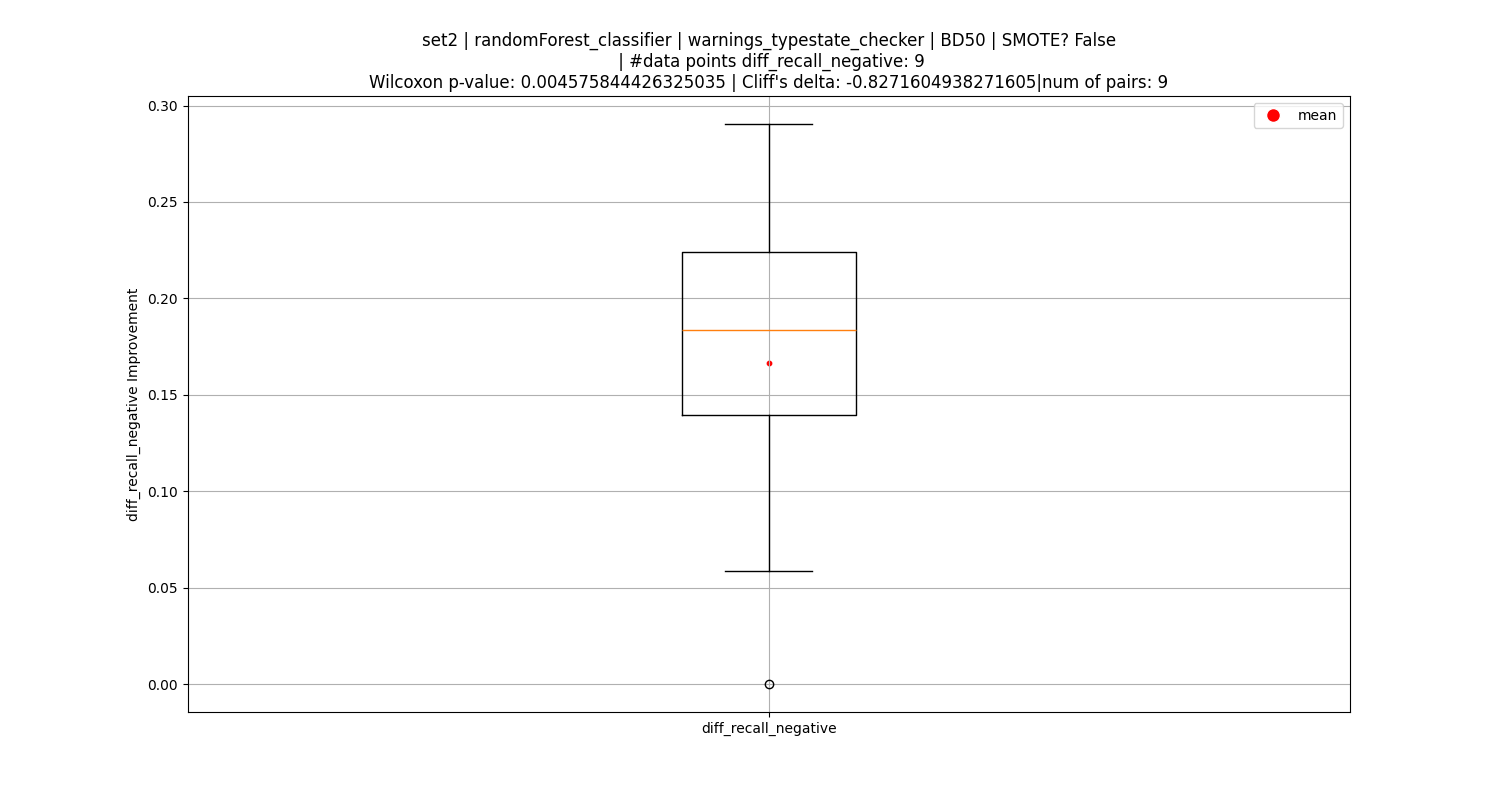 set2 | randomForest_classifier | warnings_typestate_checker | BD50 | SMOTE? False
| #data points diff_recall_negative: 9
Wilcoxon p-value: 0.004575844426325035 | Cliff's delta: -0.8271604938271605|num of pairs: 9
mean
0.30
0.25
0.20
0.15
0.10
0.05
0.00
diff_recall_negative Improvement
diff_recall_negative